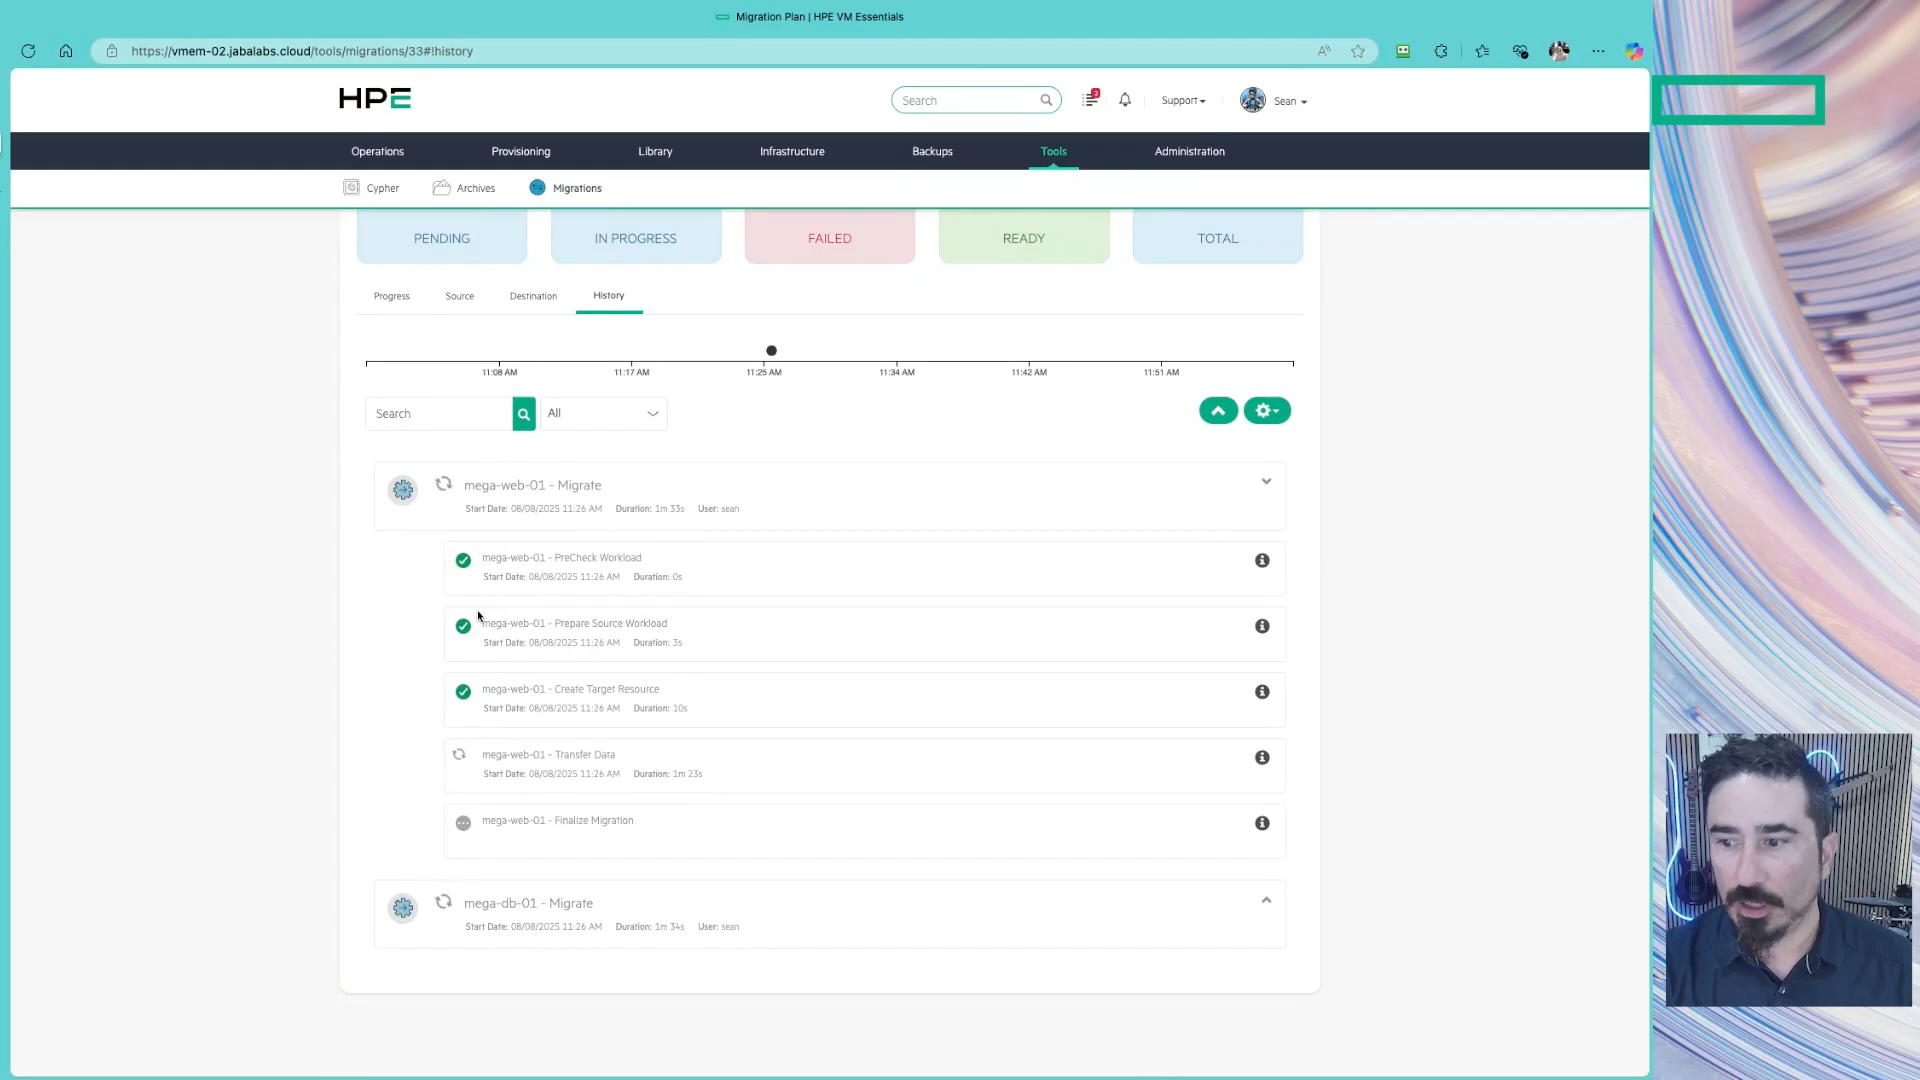 Migration Plan | HPE VM Essentials
https://vmem-02.jabalabs.cloud/tools/migrations/33#!history
HPE
Search
2
Support
Sean
Operations
Provisioning
Library
Infrastructure
Backups
Tools
Administration
Cypher
Archives
Migrations
PENDING
IN PROGRESS
FAILED
READY
TOTAL
Progress
Source
Destination
History
11:08 AM
11:17 AM
11:25 AM
11:34 AM
11:42 AM
11:51 AM
Search
All
mega-web-01 - Migrate
Start Date: 08/08/2025 11:26 AM Duration: 1m 33s User: sean
mega-web-01 - PreCheck Workload
Start Date: 08/08/2025 11:26 AM Duration: 0s
mega-web-01 - Prepare Source Workload
Start Date: 08/08/2025 11:26 AM Duration: 3s
mega-web-01 - Create Target Resource
Start Date: 08/08/2025 11:26 AM Duration: 10s
mega-web-01 - Transfer Data
Start Date: 08/08/2025 11:26 AM Duration: 1m 23s
mega-web-01 - Finalize Migration
mega-db-01 - Migrate
Start Date: 08/08/2025 11:26 AM Duration: 1m 34s User: sean